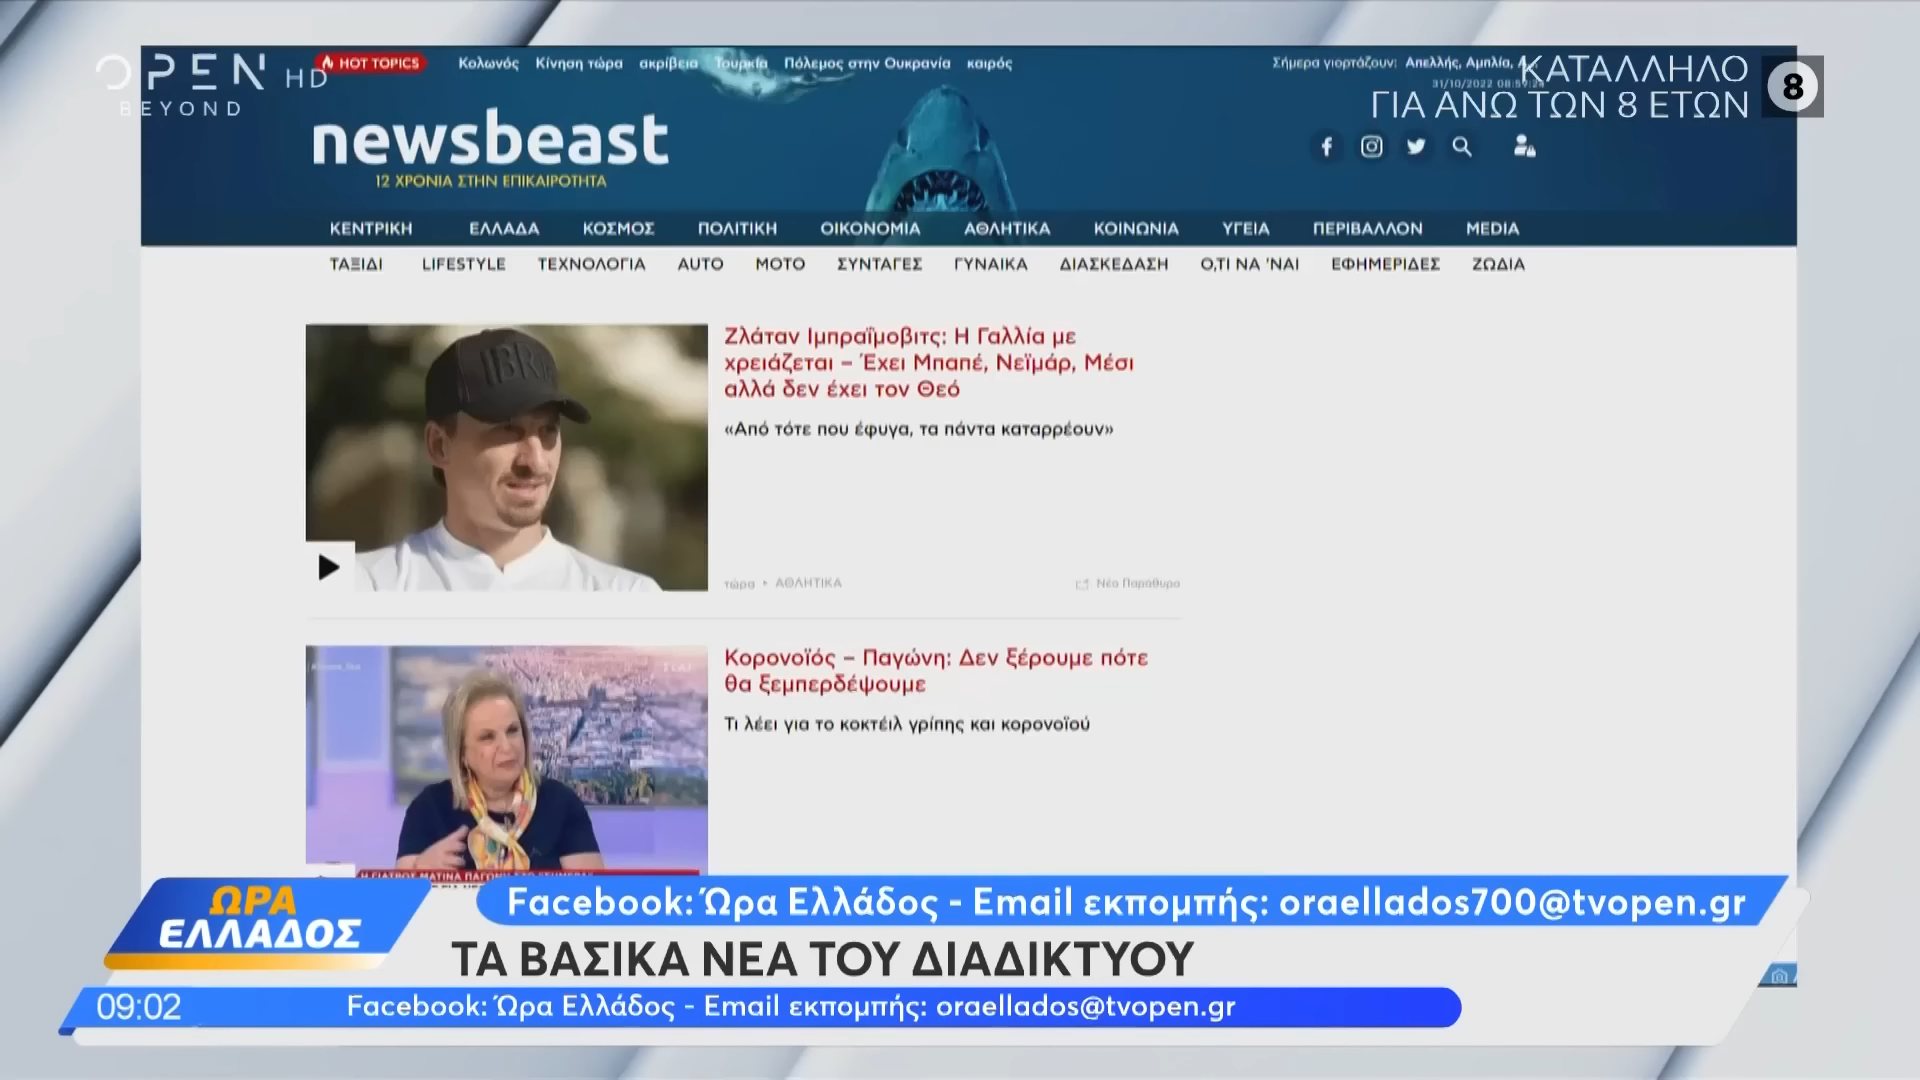 OPEN HD
BEYOND
HOT TOPICS
Κολωνός Κίνηση τώρα ακρίβεια Τουρκία Πόλεμος στην Ουκρανία καιρός
Σήμερα γιορτάζουν: Απελλής, Αμπλία,
31/10/2022
ΚΑΤΑΛΛΗΛΟ
ΓΙΑ ΑΝΩ ΤΩΝ 8 ΕΤΩΝ
8
newsbeast
12 ΧΡΟΝΙΑ ΣΤΗΝ ΕΠΙΚΑΙΡΟΤΗΤΑ
ΚΕΝΤΡΙΚΗ ΕΛΛΑΔΑ ΚΟΣΜΟΣ ΠΟΛΙΤΙΚΗ ΟΙΚΟΝΟΜΙΑ ΑΘΛΗΤΙΚΑ ΚΟΙΝΩΝΙΑ ΥΓΕΙΑ ΠΕΡΙΒΑΛΛΟΝ MEDIA
ΤΑΞΙΔΙ LIFESTYLE ΤΕΧΝΟΛΟΓΙΑ AUTO MOTO ΣΥΝΤΑΓΕΣ ΓΥΝΑΙΚΑ ΔΙΑΣΚΕΔΑΣΗ Ο,ΤΙ ΝΑ 'ΝΑΙ ΕΦΗΜΕΡΙΔΕΣ ΖΩΔΙΑ
Ζλάταν Ιμπραΐμοβιτς: Η Γαλλία με
χρειάζεται – Έχει Μπαπέ, Νεϊμάρ, Μέσι
αλλά δεν έχει τον Θεό
«Από τότε που έφυγα, τα πάντα καταρρέουν»
τώρα • ΑΘΛΗΤΙΚΑ
Νέο Παράθυρο
Κορονοϊός – Παγώνη: Δεν ξέρουμε πότε
θα ξεμπερδέψουμε
Τι λέει για το κοκτέιλ γρίπης και κορονοϊού
Η ΓΙΑΤΡΟΣ ΜΑΤΙΝΑ ΠΑΓΩΝΗ
ΩΡΑ
ΕΛΛΑΔΟΣ
Facebook: Ώρα Ελλάδος - Email εκπομπής: oraellados700@tvopen.gr
ΤΑ ΒΑΣΙΚΑ ΝΕΑ ΤΟΥ ΔΙΑΔΙΚΤΥΟΥ
09:02
Facebook: Ώρα Ελλάδος - Email εκπομπής: oraellados@tvopen.gr